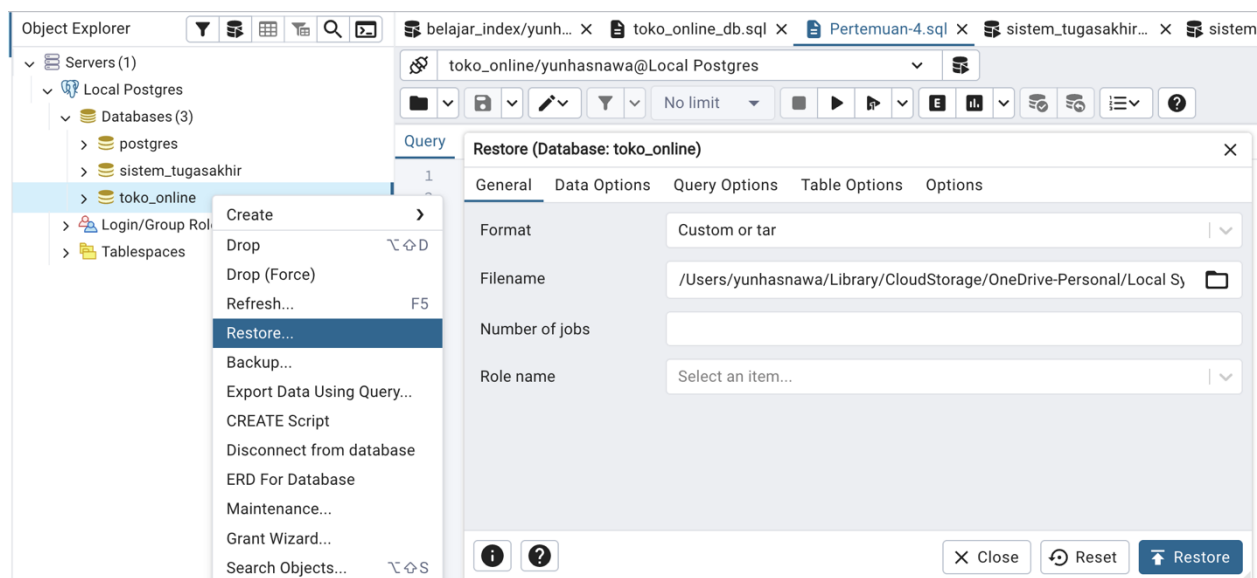 Object Explorer
belajar_index/yunh... toko_online_db.sql Pertemuan-4.sql sistem_tugasakhir... sistem
Servers (1)
Local Postgres
Databases (3)
postgres
sistem_tugasakhir
toko_online
Login/Group Rol
Tablespaces
toko_online/yunhasnawa@Local Postgres
No limit
E
Query
1
Create
Drop ⌥⇧D
Drop (Force)
Refresh... F5
Restore...
Backup...
Export Data Using Query...
CREATE Script
Disconnect from database
ERD For Database
Maintenance...
Grant Wizard...
Search Objects... ⌥⇧S
Restore (Database: toko_online)
General Data Options Query Options Table Options Options
Format Custom or tar
Filename /Users/yunhasnawa/Library/CloudStorage/OneDrive-Personal/Local Sy
Number of jobs
Role name Select an item...
Close Reset Restore